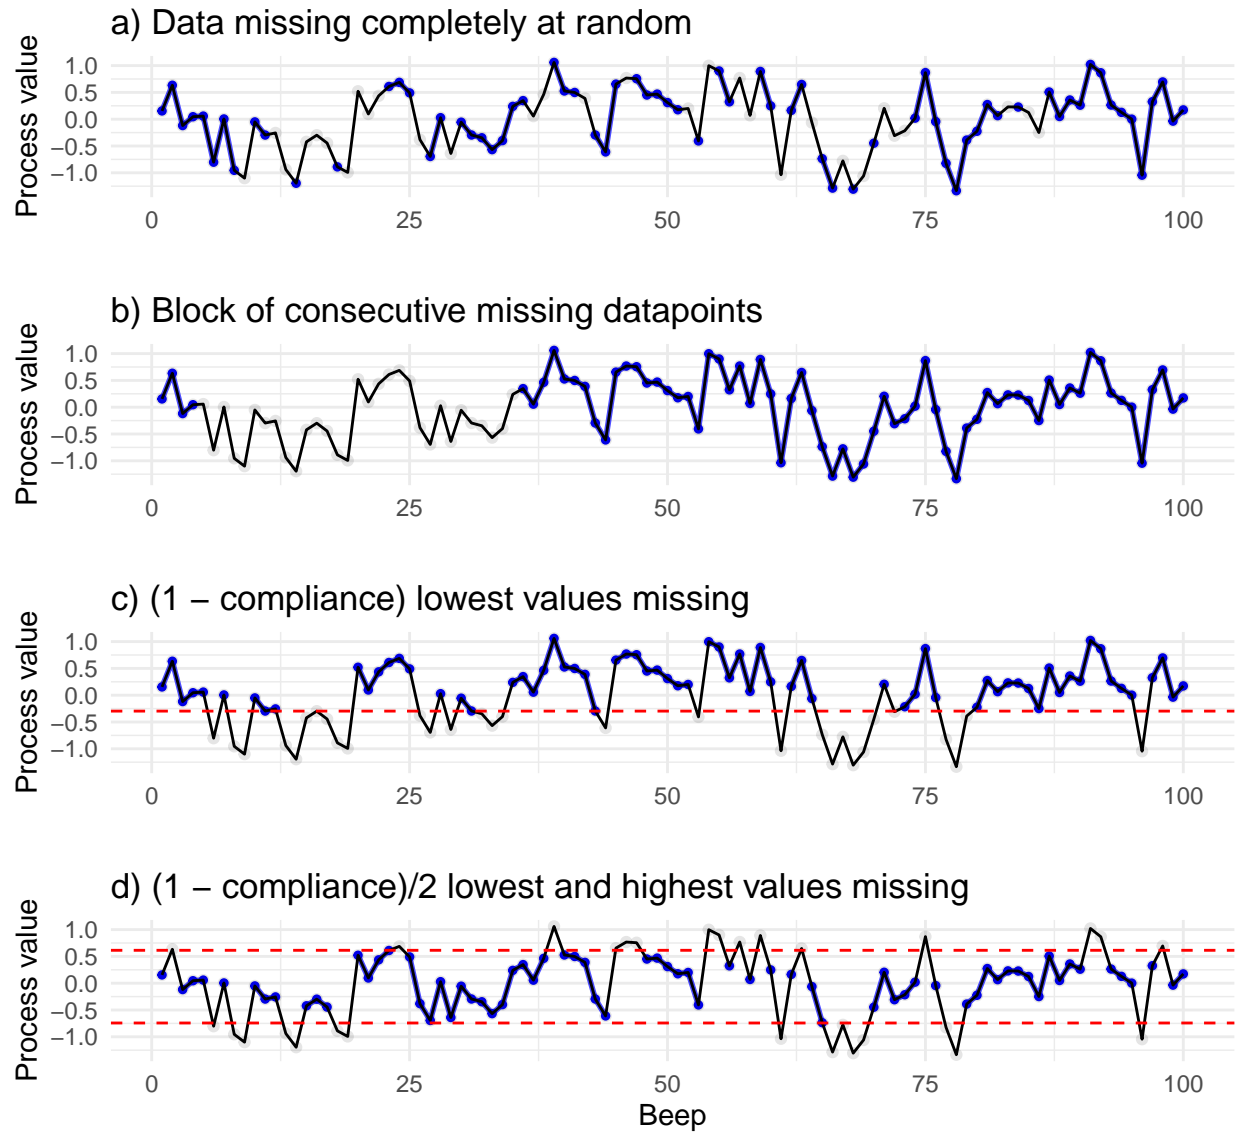 a) Data missing completely at random
Process value
1.0
0.5
0.0
−0.5
−1.0
0 25 50 75 100
b) Block of consecutive missing datapoints
Process value
1.0
0.5
0.0
−0.5
−1.0
0 25 50 75 100
c) (1 − compliance) lowest values missing
Process value
1.0
0.5
0.0
−0.5
−1.0
0 25 50 75 100
d) (1 − compliance)/2 lowest and highest values missing
Process value
1.0
0.5
0.0
−0.5
−1.0
0 25 50 75 100
Beep